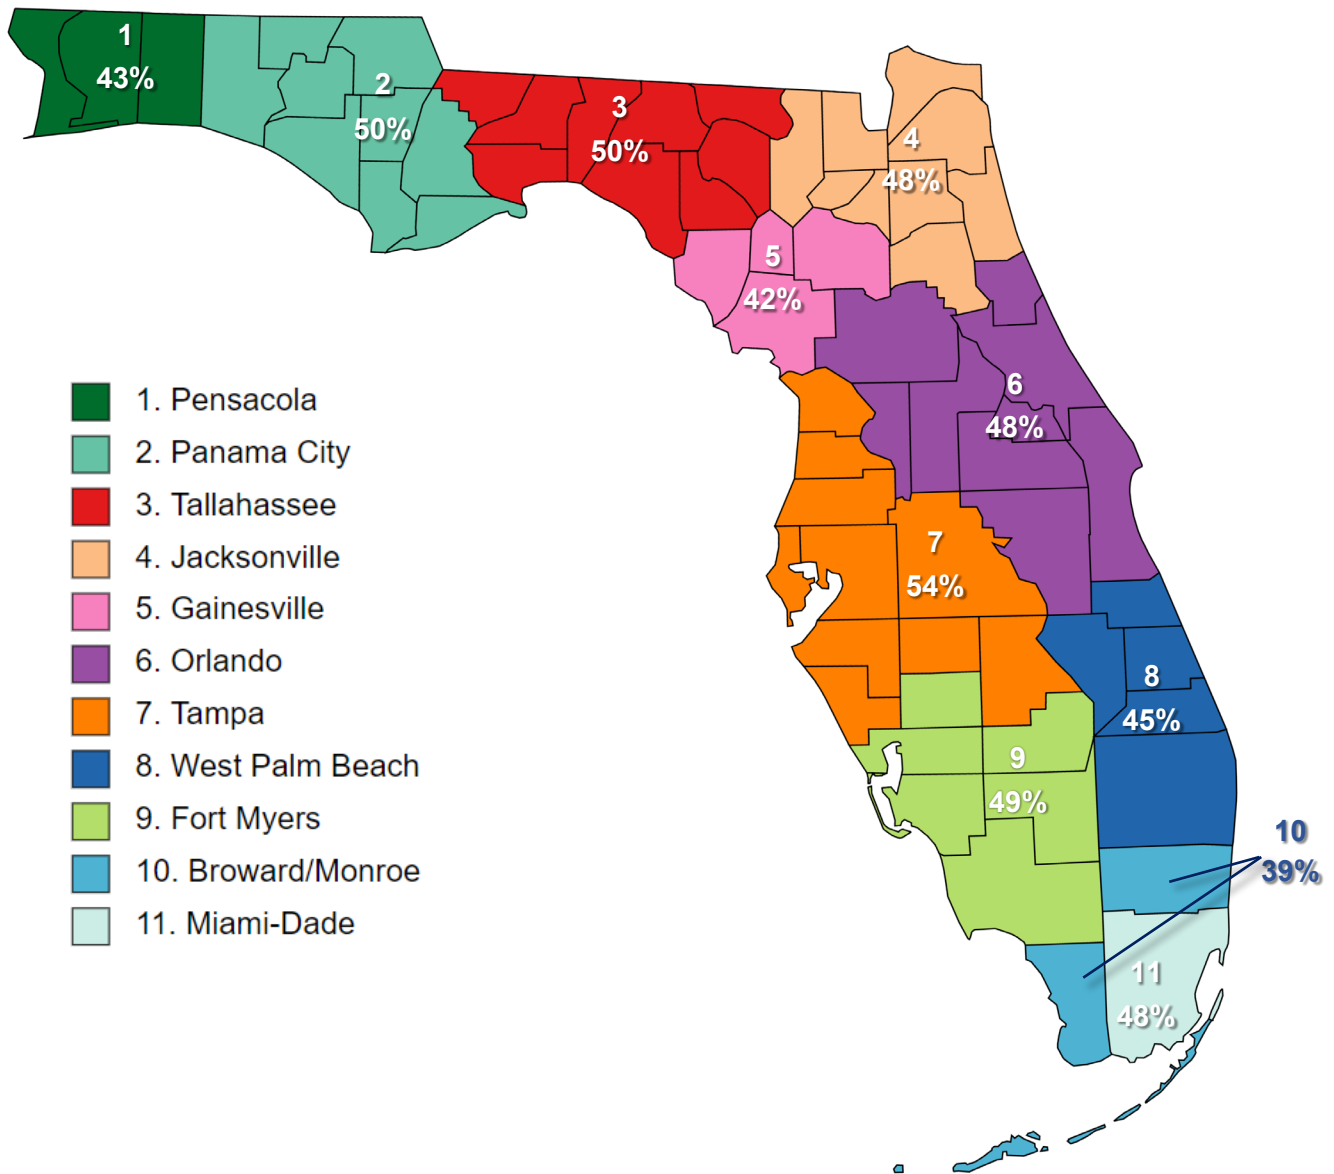 1
43%
2
50%
3
50%
4
48%
5
42%
6
48%
7
54%
8
45%
9
49%
10
39%
11
48%
1. Pensacola
2. Panama City
3. Tallahassee
4. Jacksonville
5. Gainesville
6. Orlando
7. Tampa
8. West Palm Beach
9. Fort Myers
10. Broward/Monroe
11. Miami-Dade